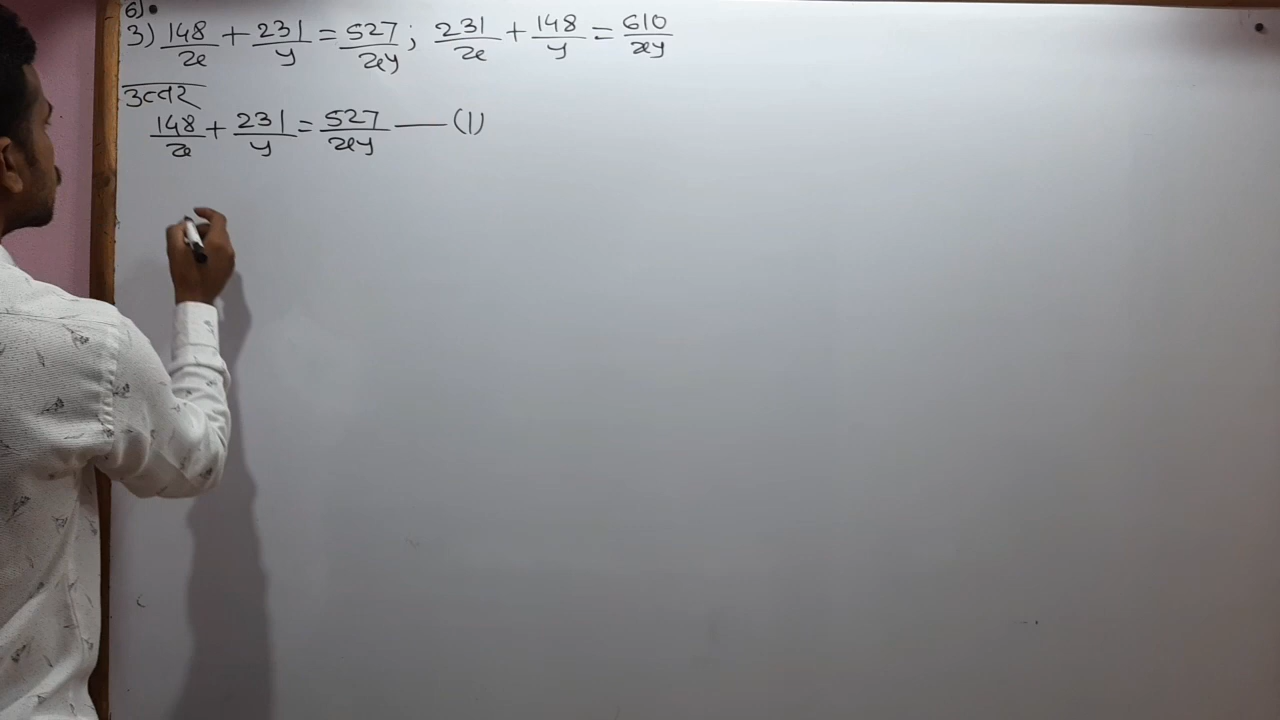 6)
3) 148/x + 231/y = 527/xy ; 231/x + 148/y = 610/xy
उत्तर
148/x + 231/y = 527/xy —— (1)